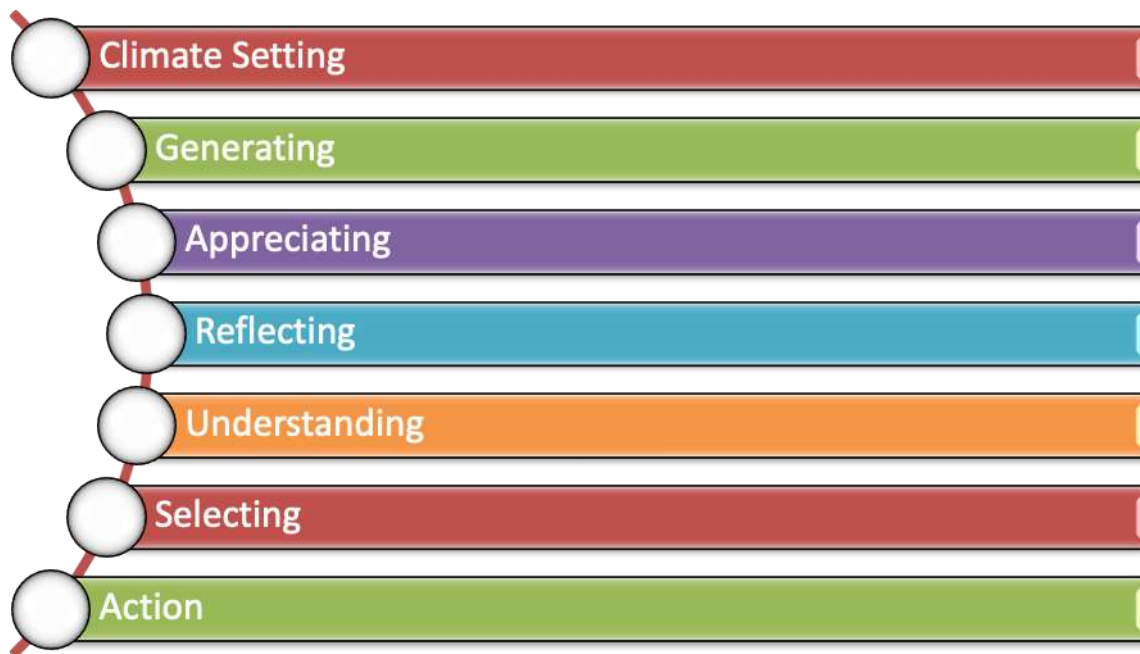 Climate Setting
Generating
Appreciating
Reflecting
Understanding
Selecting
Action